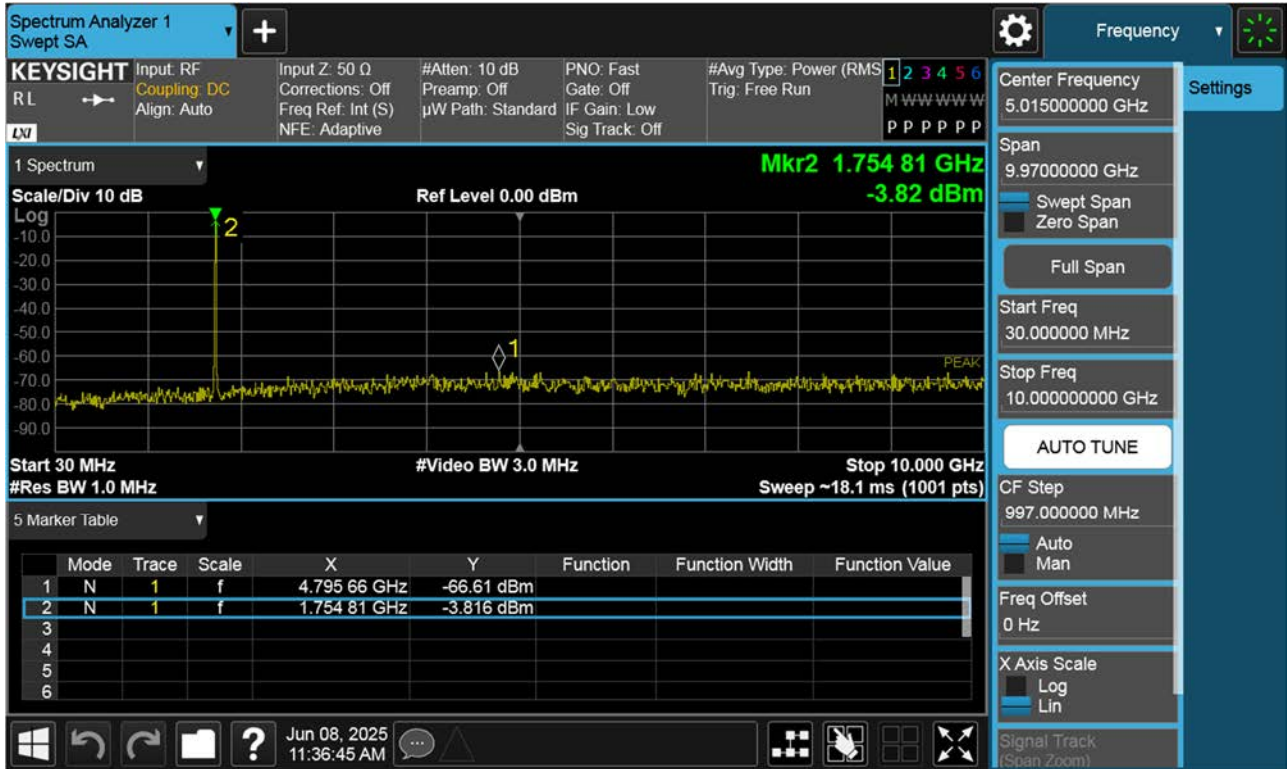 Spectrum Analyzer 1
Swept SA
Frequency
KEYSIGHT
RL
LXI
Input: RF
Coupling: DC
Align: Auto
Input Z: 50 Ω
Corrections: Off
Freq Ref: Int (S)
NFE: Adaptive
#Atten: 10 dB
Preamp: Off
µW Path: Standard
PNO: Fast
Gate: Off
IF Gain: Low
Sig Track: Off
#Avg Type: Power (RMS
Trig: Free Run
1 2 3 4 5 6
M W W W W W
P P P P P P
1 Spectrum
Mkr2 1.754 81 GHz
-3.82 dBm
Scale/Div 10 dB
Ref Level 0.00 dBm
Log
-10.0
-20.0
-30.0
-40.0
-50.0
-60.0
-70.0
-80.0
-90.0
2
1
PEAK
Start 30 MHz
#Video BW 3.0 MHz
Stop 10.000 GHz
#Res BW 1.0 MHz
Sweep ~18.1 ms (1001 pts)
5 Marker Table
Mode Trace Scale X Y Function Function Width Function Value
1 N 1 f 4.795 66 GHz -66.61 dBm
2 N 1 f 1.754 81 GHz -3.816 dBm
3
4
5
6
Jun 08, 2025
11:36:45 AM
Settings
Center Frequency
5.015000000 GHz
Span
9.97000000 GHz
Swept Span
Zero Span
Full Span
Start Freq
30.000000 MHz
Stop Freq
10.000000000 GHz
AUTO TUNE
CF Step
997.000000 MHz
Auto
Man
Freq Offset
0 Hz
X Axis Scale
Log
Lin
Signal Track
(Span Zoom)